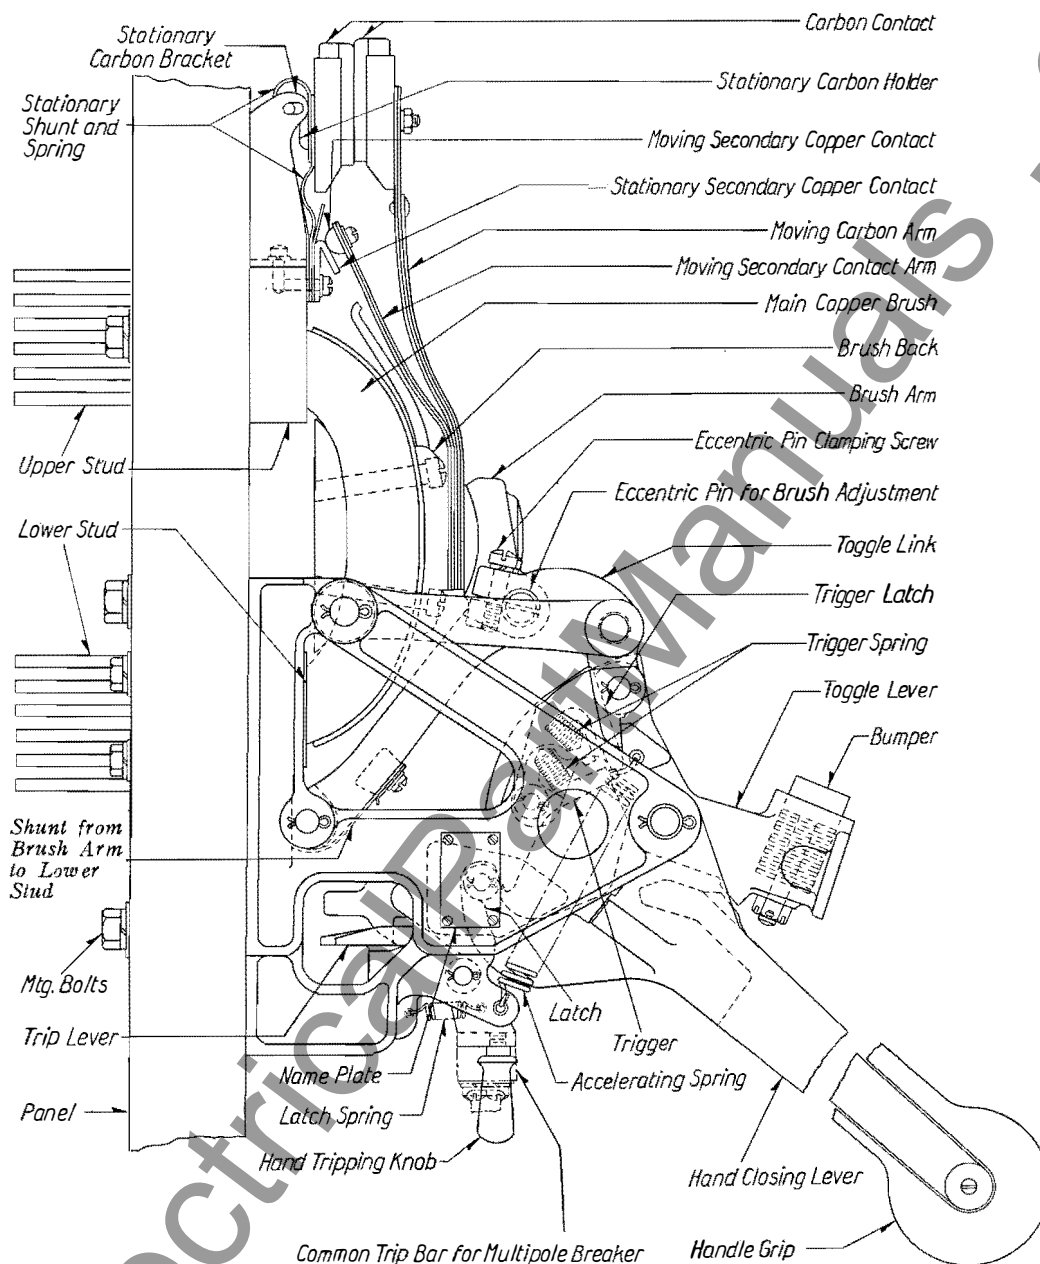 Carbon Contact
Stationary
Carbon Bracket
Stationary Carbon Holder
Stationary
Shunt and
Spring
Moving Secondary Copper Contact
Stationary Secondary Copper Contact
Moving Carbon Arm
Moving Secondary Contact Arm
Main Copper Brush
Brush Back
Brush Arm
Eccentric Pin Clamping Screw
Upper Stud
Eccentric Pin for Brush Adjustment
Lower Stud
Toggle Link
Trigger Latch
Trigger Spring
Toggle Lever
Bumper
Shunt from
Brush Arm
to Lower
Stud
Mtg. Bolts
Latch
Trip Lever
Trigger
Name Plate
Accelerating Spring
Panel
Latch Spring
Hand Tripping Knob
Hand Closing Lever
Common Trip Bar for Multipole Breaker
Handle Grip
ectricalPartManuals